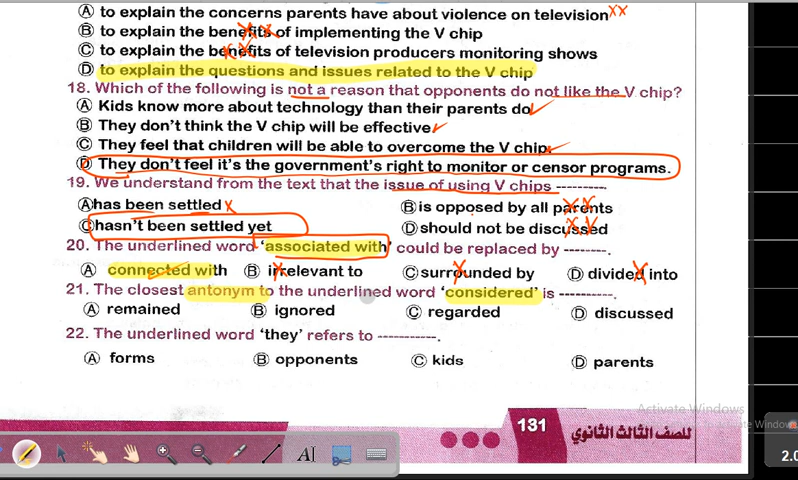 Ⓐ to explain the concerns parents have about violence on television
Ⓑ to explain the benefits of implementing the V chip
Ⓒ to explain the benefits of television producers monitoring shows
Ⓓ to explain the questions and issues related to the V chip
18. Which of the following is not a reason that opponents do not like the V chip?
Ⓐ Kids know more about technology than their parents do
Ⓑ They don't think the V chip will be effective
Ⓒ They feel that children will be able to overcome the V chip.
Ⓓ They don't feel it's the government's right to monitor or censor programs.
19. We understand from the text that the issue of using V chips ----------
Ⓐ has been settled Ⓑ is opposed by all parents
Ⓒ hasn't been settled yet Ⓓ should not be discussed
20. The underlined word 'associated with' could be replaced by --------.
Ⓐ connected with Ⓑ irrelevant to Ⓒ surrounded by Ⓓ divided into
21. The closest antonym to the underlined word 'considered' is ----------.
Ⓐ remained Ⓑ ignored Ⓒ regarded Ⓓ discussed
22. The underlined word 'they' refers to -----------.
Ⓐ forms Ⓑ opponents Ⓒ kids Ⓓ parents
Activate Windows
131 للصف الثالث الثانوي
AI
2.0